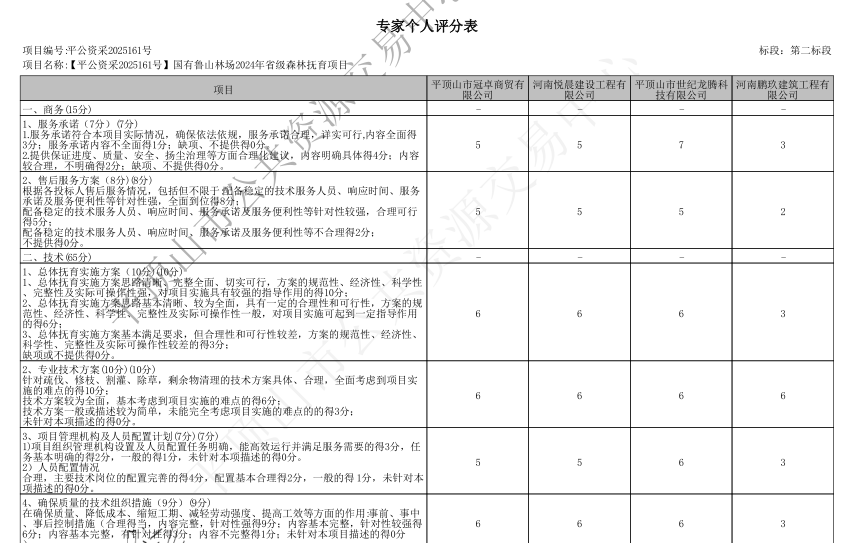 专家个人评分表
项目编号:平公资采2025161号
标段：第二标段
项目名称:【平公资采2025161号】国有鲁山林场2024年省级森林抚育项目
项目 平顶山市冠卓商贸有限公司 河南悦晨建设工程有限公司 平顶山市世纪龙腾科技有限公司 河南鹏玖建筑工程有限公司
一、商务(15分) – – – –
1、服务承诺（7分）(7分)
1.服务承诺符合本项目实际情况，确保依法依规，服务承诺合理，详实可行,内容全面得
3分；服务承诺内容不全面得1分；缺项、不提供得0分。
2.提供保证进度、质量、安全、扬尘治理等方面合理化建议，内容明确具体得4分；内容
较合理，不明确得2分；缺项、不提供得0分。
5 5 7 3
2、售后服务方案（8分）(8分)
根据各投标人售后服务情况，包括但不限于:配备稳定的技术服务人员、响应时间、服务
承诺及服务便利性等针对性强，全面到位得8分；
配备稳定的技术服务人员、响应时间、服务承诺及服务便利性等针对性较强，合理可行
得5分；
配备稳定的技术服务人员、响应时间、服务承诺及服务便利性等不合理得2分；
不提供得0分。
5 5 5 2
二、技术(65分) – – – –
1、总体抚育实施方案（10分)(10分)
1、总体抚育实施方案思路清晰、完整全面、切实可行，方案的规范性、经济性、科学性
、完整性及实际可操作性强，对项目实施具有较强的指导作用的得10分；
2、总体抚育实施方案思路基本清晰、较为全面，具有一定的合理性和可行性，方案的规
范性、经济性、科学性、完整性及实际可操作性一般，对项目实施可起到一定指导作用
的得6分；
3、总体抚育实施方案基本满足要求，但合理性和可行性较差，方案的规范性、经济性、
科学性、完整性及实际可操作性较差的得3分；
缺项或不提供得0分。
6 6 6 3
2、专业技术方案(10分)(10分)
针对疏伐、修枝、割灌、除草，剩余物清理的技术方案具体、合理，全面考虑到项目实
施的难点的得10分；
技术方案较为全面，基本考虑到项目实施的难点的得6分；
技术方案一般或描述较为简单，未能完全考虑项目实施的难点的的得3分；
未针对本项描述的得0分。
6 6 6 6
3、项目管理机构及人员配置计划(7分)(7分)
1)项目组织管理机构设置及人员配置任务明确，能高效运行并满足服务需要的得3分，任
务基本明确的得2分，一般的得1分，未针对本项描述的得0分。
2）人员配置情况
合理，主要技术岗位的配置完善的得4分，配置基本合理得2分，一般的得 1分，未针对本
项描述的得0分。
5 5 6 3
4、确保质量的技术组织措施（9分）(9分)
在确保质量、降低成本、缩短工期、减轻劳动强度、提高工效等方面的作用:事前、事中
、事后控制措施（合理得当，内容完整，针对性强得9分；内容基本完整，针对性较强得
6分；内容基本完整，有针对性得3分；内容不完整得1分；未针对本项目描述的得0分
6 6 6 3
平顶山市公共资源交易中心
平顶山市公共资源交易中心